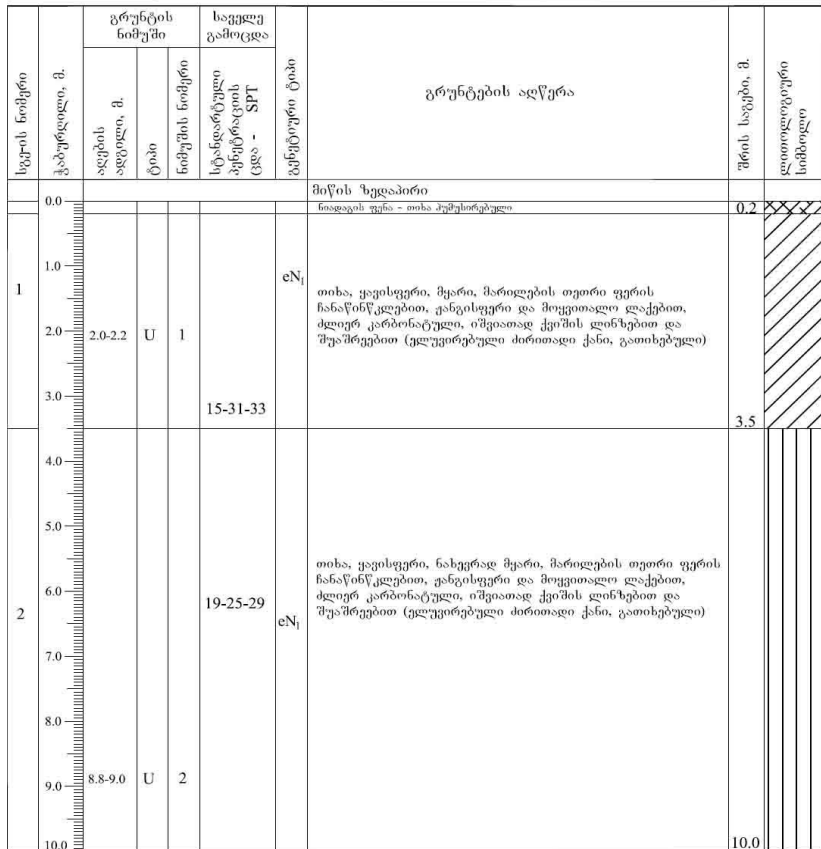 გრუნტის
ნიმუში
საველე
გამოცდა
სგე-ის ნომერი
ჭაბურღილი, მ.
აღების
ადგილი, მ.
ტიპი
ნიმუშის ნომერი
სტანდარტული
პენეტრაციის
ცდა - SPT
გენეტიური ტიპი
გრუნტების აღწერა
შრის საგები, მ.
ლითოლოგიური
სიმბოლო
მიწის ზედაპირი
0.0
ნიადაგის ფენა - თიხა ჰუმუსირებული
0.2
1.0
1
eN1
თიხა, ყავისფერი, მყარი, მარილების თეთრი ფერის
ჩანაწინწკლებით, ჟანგისფერი და მოყვითალო ლაქებით,
ძლიერ კარბონატული, იშვიათად ქვიშის ლინზებით და
შუაშრეებით (ელუვირებული ძირითადი ქანი, გათიხებული)
2.0
2.0-2.2
U
1
3.0
15-31-33
3.5
4.0
5.0
თიხა, ყავისფერი, ნახევრად მყარი, მარილების თეთრი ფერის
ჩანაწინწკლებით, ჟანგისფერი და მოყვითალო ლაქებით,
ძლიერ კარბონატული, იშვიათად ქვიშის ლინზებით და
შუაშრეებით (ელუვირებული ძირითადი ქანი, გათიხებული)
6.0
19-25-29
2
eN1
7.0
8.0
8.8-9.0
U
2
9.0
10.0
10.0